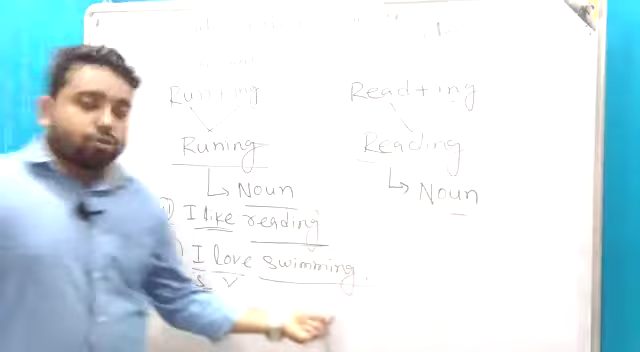 Run + ing Read + ing
Runing Reading
Noun Noun
I like reading
I love swimming.
S V